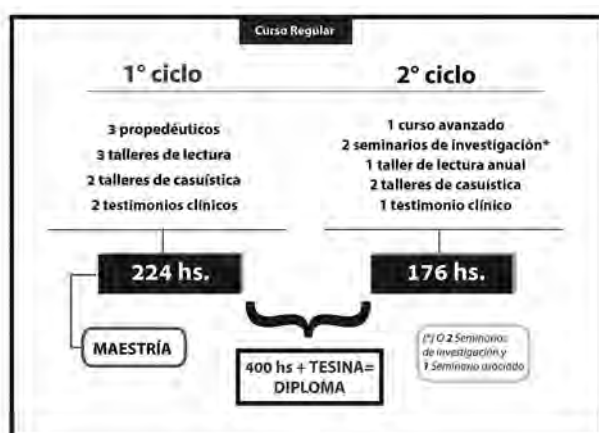 Curso Regular
1° ciclo
3 propedéuticos
3 talleres de lectura
2 talleres de casuística
2 testimonios clínicos
224 hs.
MAESTRÍA
2° ciclo
1 curso avanzado
2 seminarios de investigación*
1 taller de lectura anual
2 talleres de casuística
1 testimonio clínico
176 hs.
(*) O 2 Seminarios
de investigación y
1 Seminario asociado
400 hs + TESINA=
DIPLOMA